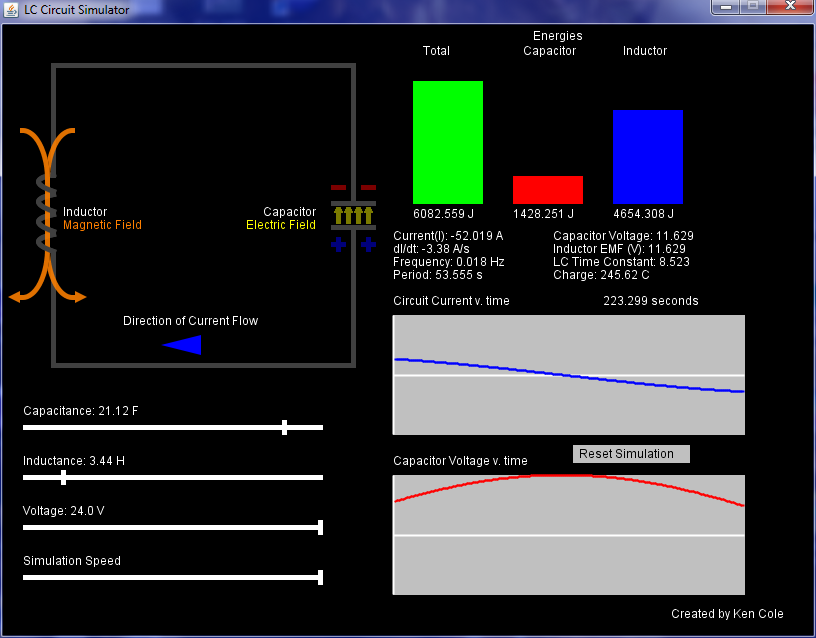 LC Circuit Simulator
Energies
Total Capacitor Inductor
6082.559 J 1428.251 J 4654.308 J
Inductor
Magnetic Field
Capacitor
Electric Field
Current(I): -52.019 A
dI/dt: -3.38 A/s
Frequency: 0.018 Hz
Period: 53.555 s
Capacitor Voltage: 11.629
Inductor EMF (V): 11.629
LC Time Constant: 8.523
Charge: 245.62 C
Direction of Current Flow
Circuit Current v. time 223.299 seconds
Capacitance: 21.12 F
Inductance: 3.44 H
Voltage: 24.0 V
Simulation Speed
Capacitor Voltage v. time
Reset Simulation
Created by Ken Cole